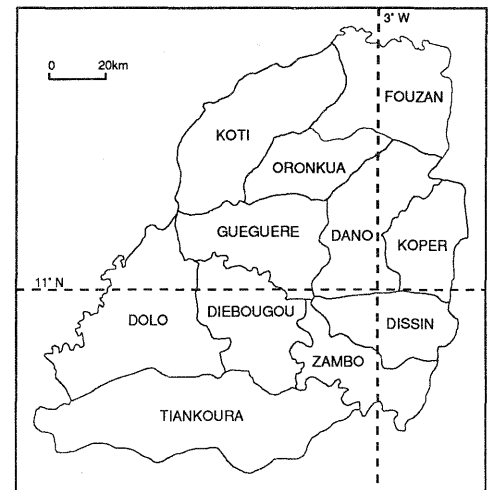 3° W
0 20km
FOUZAN
KOTI
ORONKUA
GUEGUERE
DANO
KOPER
11° N
DOLO
DIEBOUGOU
DISSIN
ZAMBO
TIANKOURA